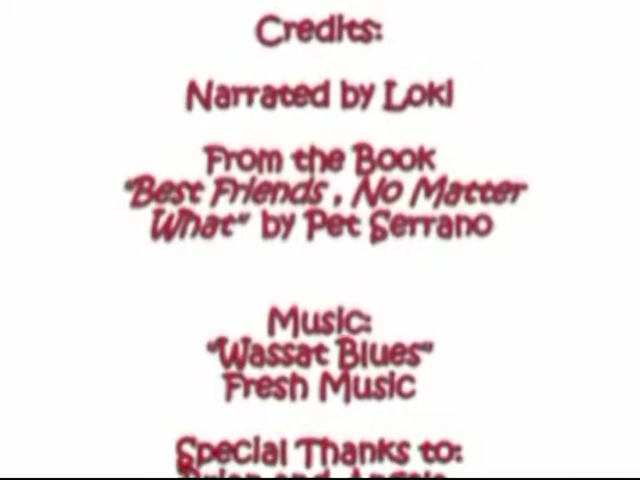 Credits:
Narrated by Loki
From the Book
"Best Friends , No Matter
What" by Pet Serrano
Music:
"Wassat Blues"
Fresh Music
Special Thanks to: